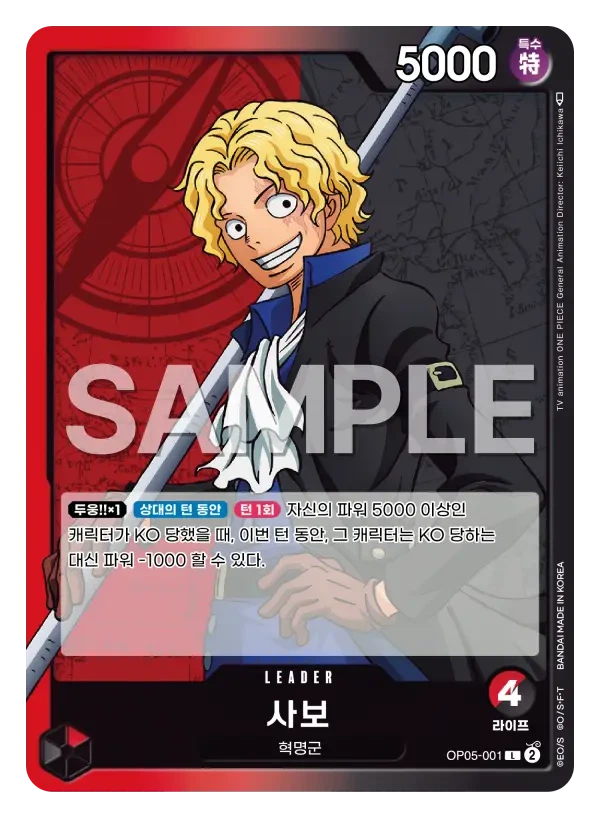 5000
특수
特
TV animation ONE PIECE General Animation Director: Keiichi Ichikawa
SAMPLE
두웅!!×1 상대의 턴 동안 턴 1회 자신의 파워 5000 이상인
캐릭터가 KO 당했을 때, 이번 턴 동안, 그 캐릭터는 KO 당하는
대신 파워 -1000 할 수 있다.
BANDAI MADE IN KOREA
©EO/S ©O/S·F·T
LEADER
4
사보
라이프
혁명군
OP05-001 L 2